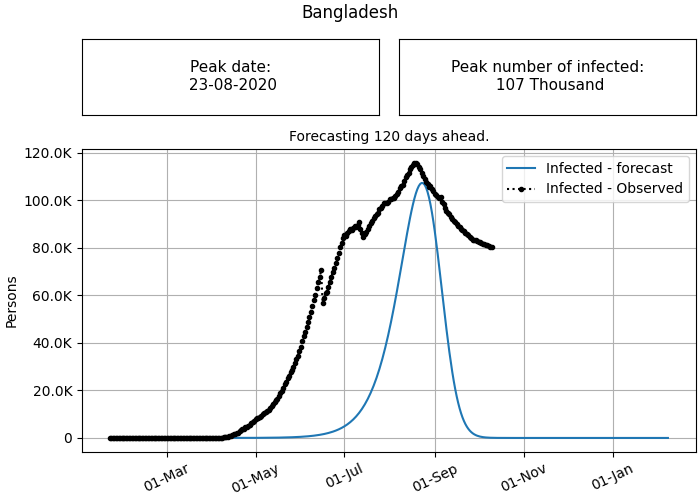 Bangladesh
Peak date:
23-08-2020
Peak number of infected:
107 Thousand
Forecasting 120 days ahead.
120.0K
100.0K
80.0K
60.0K
40.0K
20.0K
0
Persons
Infected - forecast
Infected - Observed
01-Mar
01-May
01-Jul
01-Sep
01-Nov
01-Jan